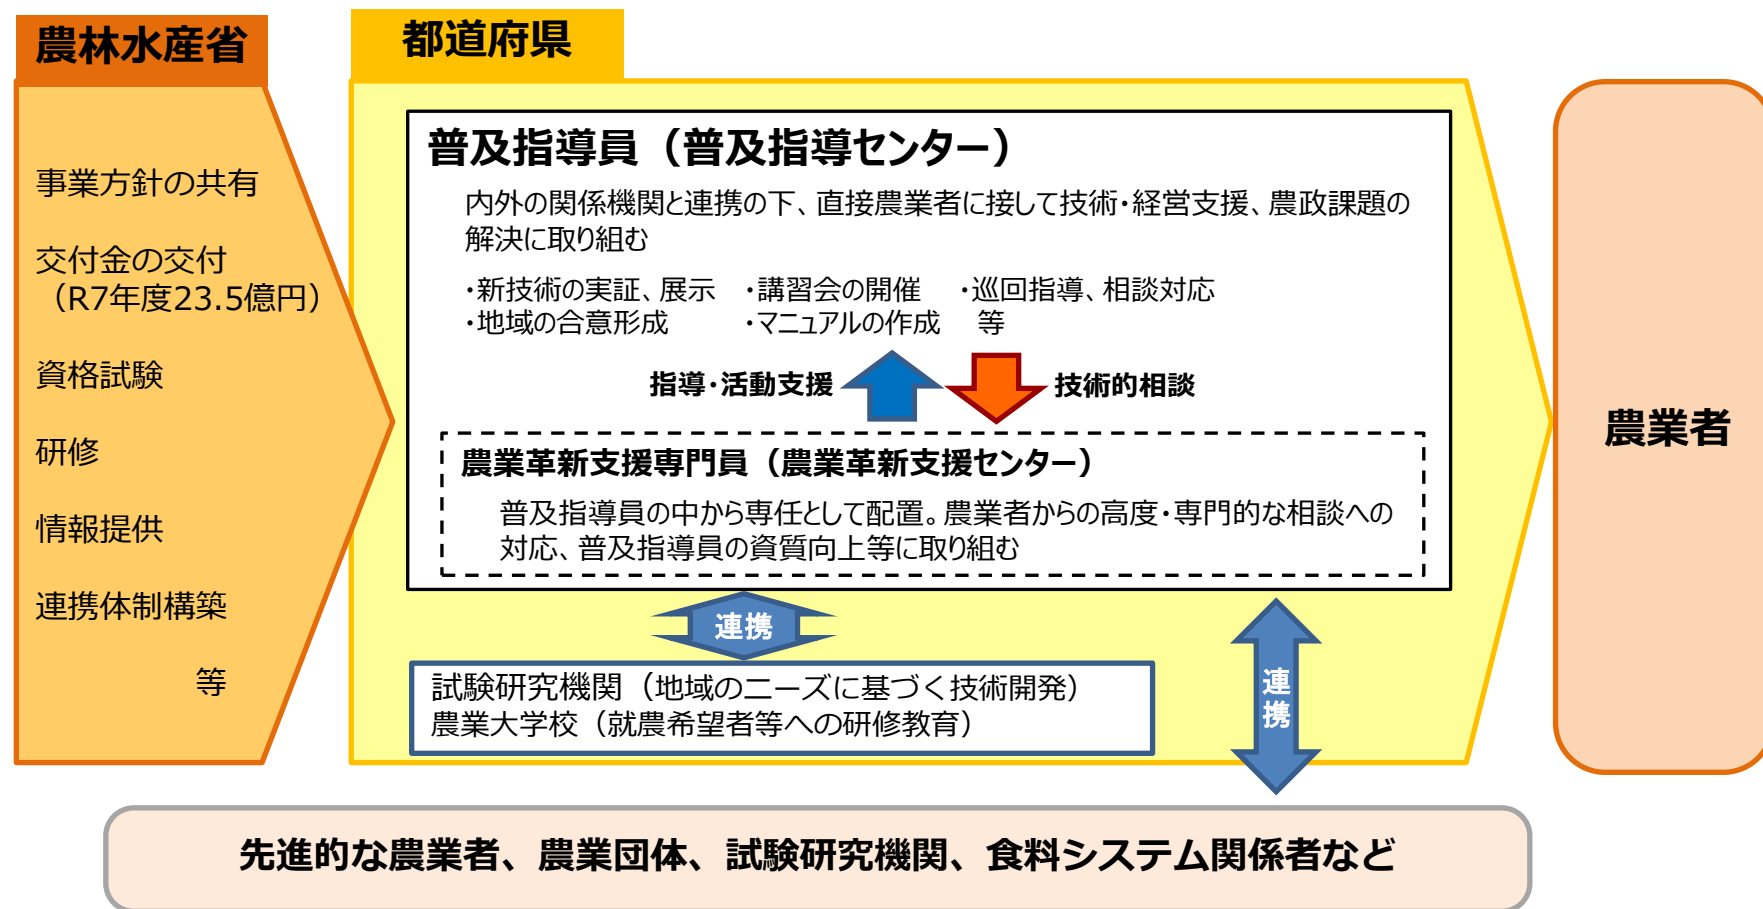 農林水産省
事業方針の共有
交付金の交付
（R7年度23.5億円）
資格試験
研修
情報提供
連携体制構築
等
都道府県
普及指導員（普及指導センター）
内外の関係機関と連携の下、直接農業者に接して技術・経営支援、農政課題の
解決に取り組む
・新技術の実証、展示　・講習会の開催　・巡回指導、相談対応
・地域の合意形成　・マニュアルの作成　等
指導・活動支援
技術的相談
農業革新支援専門員（農業革新支援センター）
普及指導員の中から専任として配置。農業者からの高度・専門的な相談への
対応、普及指導員の資質向上等に取り組む
連携
試験研究機関（地域のニーズに基づく技術開発）
農業大学校（就農希望者等への研修教育）
連携
農業者
先進的な農業者、農業団体、試験研究機関、食料システム関係者など